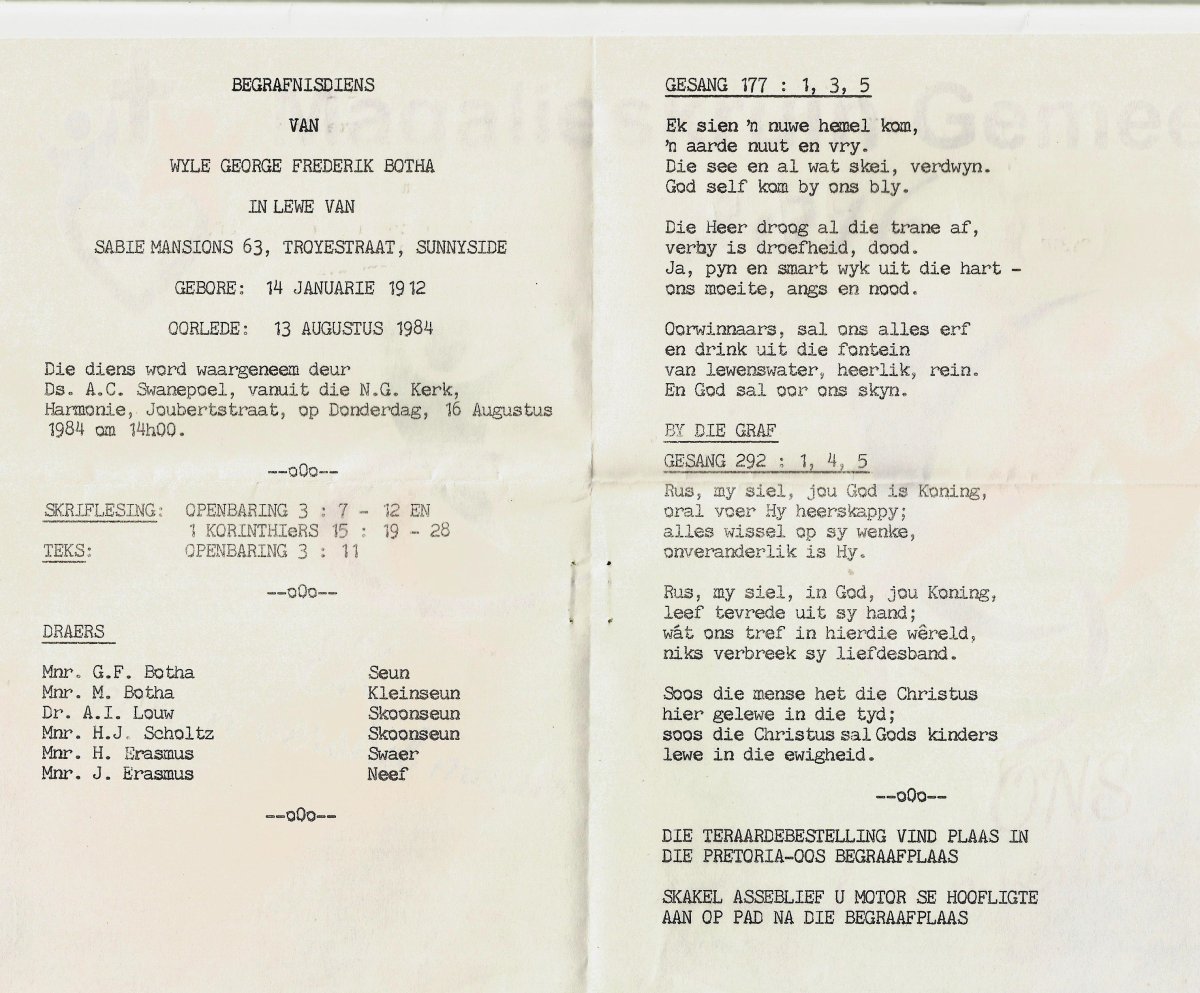 BEGRAFNISDIENS
VAN
WYLE GEORGE FREDERIK BOTHA
IN LEWE VAN
SABIE MANSIONS 63, TROYESTRAAT, SUNNYSIDE
GEBORE: 14 JANUARIE 1912
OORLEDE: 13 AUGUSTUS 1984
Die diens word waargeneem deur
Ds. A.C. Swanepoel, vanuit die N.G. Kerk,
Harmonie, Joubertstraat, op Donderdag, 16 Augustus
1984 om 14h00.
--oOo--
SKRIFLESING: OPENBARING 3 : 7 - 12 EN
1 KORINTHIeRS 15 : 19 - 28
TEKS: OPENBARING 3 : 11
--oOo--
DRAERS
Mnr. G.F. Botha Seun
Mnr. M. Botha Kleinseun
Dr. A.I. Louw Skoonseun
Mnr. H.J. Scholtz Skoonseun
Mnr. H. Erasmus Swaer
Mnr. J. Erasmus Neef
--oOo--
GESANG 177 : 1, 3, 5
Ek sien 'n nuwe hemel kom,
'n aarde nuut en vry.
Die see en al wat skei, verdwyn.
God self kom by ons bly.
Die Heer droog al die trane af,
verby is droefheid, dood.
Ja, pyn en smart wyk uit die hart -
ons moeite, angs en nood.
Oorwinnaars, sal ons alles erf
en drink uit die fontein
van lewenswater, heerlik, rein.
En God sal oor ons skyn.
BY DIE GRAF
GESANG 292 : 1, 4, 5
Rus, my siel, jou God is Koning,
oral voer Hy heerskappy;
alles wissel op sy wenke,
onveranderlik is Hy.
Rus, my siel, in God, jou Koning,
leef tevrede uit sy hand;
wát ons tref in hierdie wêreld,
niks verbreek sy liefdesband.
Soos die mense het die Christus
hier gelewe in die tyd;
soos die Christus sal Gods kinders
lewe in die ewigheid.
--oOo--
DIE TERAARDEBESTELLING VIND PLAAS IN
DIE PRETORIA-OOS BEGRAAFPLAAS
SKAKEL ASSEBLIEF U MOTOR SE HOOFLIGTE
AAN OP PAD NA DIE BEGRAAFPLAAS